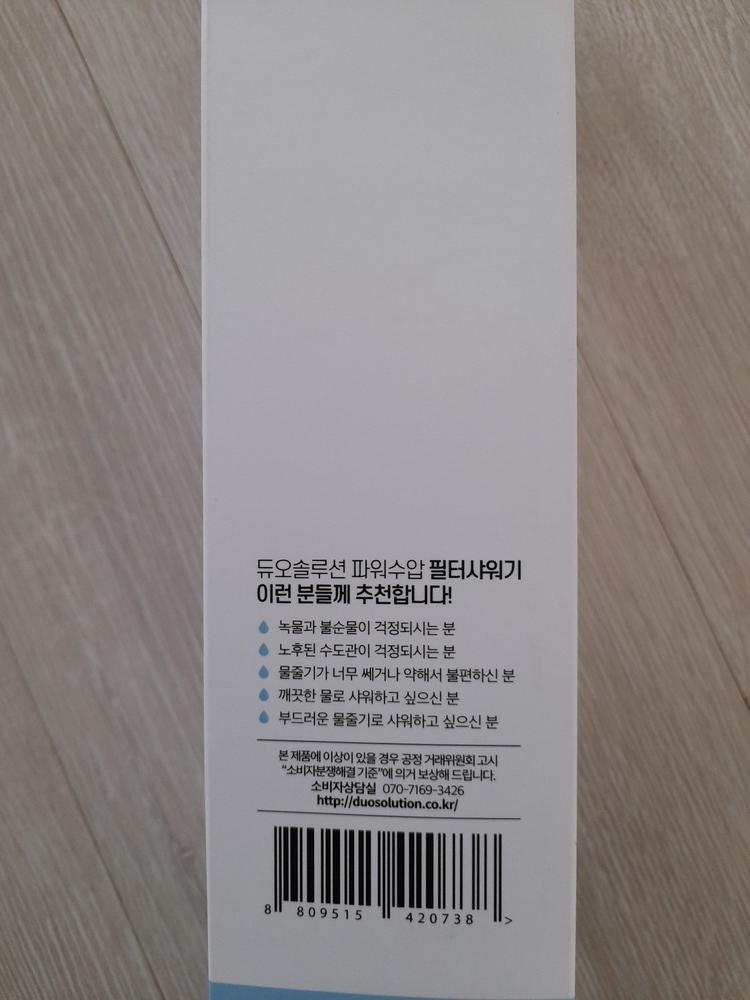 듀오솔루션 파워수압 필터샤워기
이런 분들께 추천합니다!
녹물과 불순물이 걱정되시는 분
노후된 수도관이 걱정되시는 분
물줄기가 너무 쎄거나 약해서 불편하신 분
깨끗한 물로 샤워하고 싶으신 분
부드러운 물줄기로 샤워하고 싶으신 분
본 제품에 이상이 있을 경우 공정 거래위원회 고시
“소비자분쟁해결 기준”에 의거 보상해 드립니다.
소비자상담실 070-7169-3426
http://duosolution.co.kr/
8 809515 420738 >